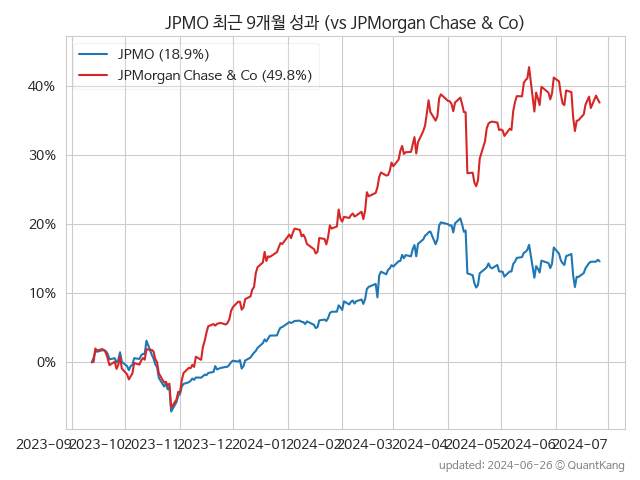 JPMO 최근 9개월 성과 (vs JPMorgan Chase & Co)
JPMO (18.9%)
JPMorgan Chase & Co (49.8%)
40%
30%
20%
10%
0%
2023-09 2023-10 2023-11 2023-12 2024-01 2024-02 2024-03 2024-04 2024-05 2024-06 2024-07
updated: 2024-06-26 © QuantKang